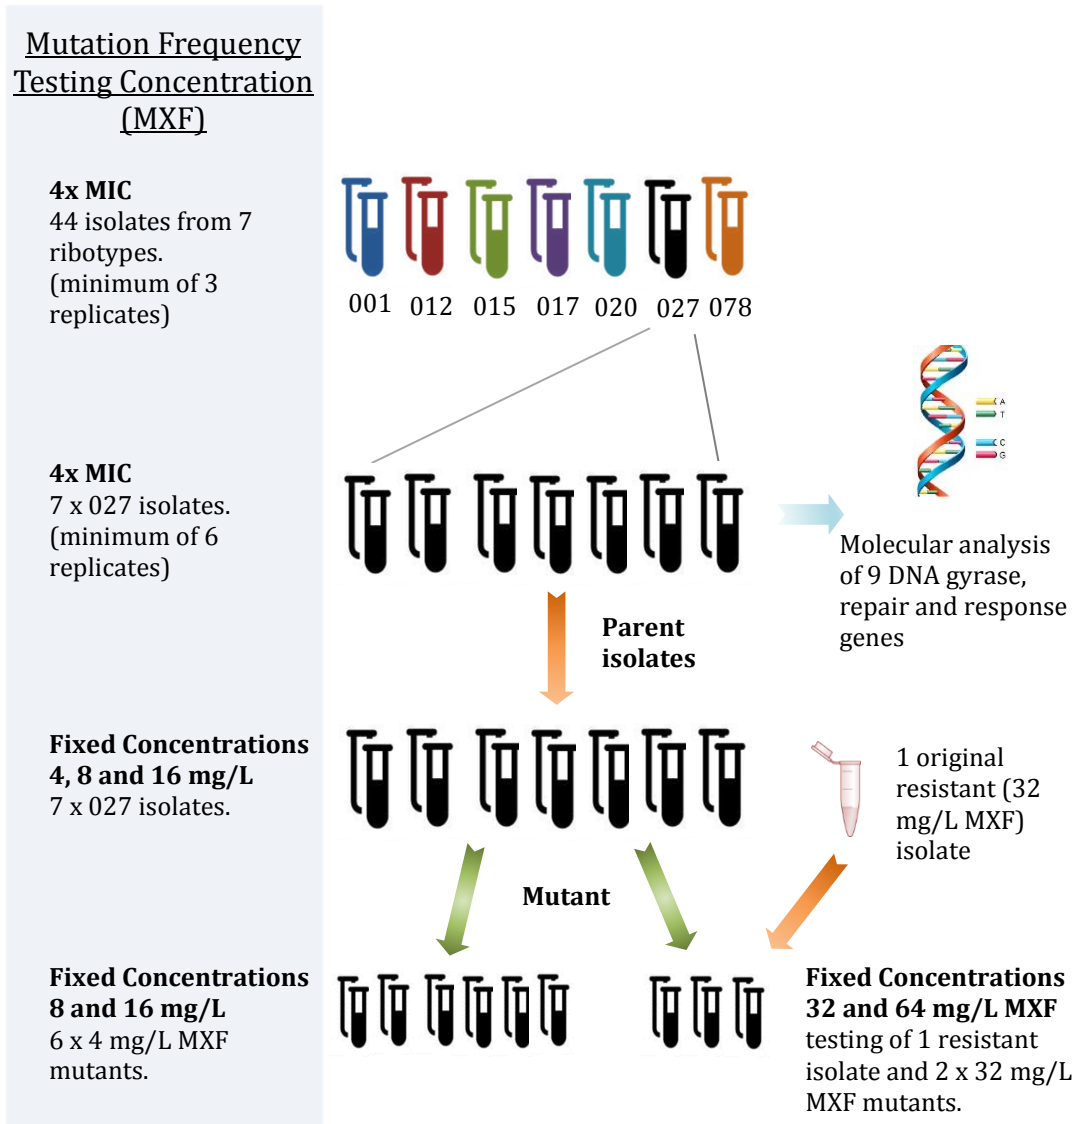 Mutation Frequency
Testing Concentration
(MXF)
4x MIC
44 isolates from 7
ribotypes.
(minimum of 3
replicates)
001 012 015 017 020 027 078
4x MIC
7 x 027 isolates.
(minimum of 6
replicates)
A
T
C
G
Molecular analysis
of 9 DNA gyrase,
repair and response
genes
Parent
isolates
Fixed Concentrations
4, 8 and 16 mg/L
7 x 027 isolates.
1 original
resistant (32
mg/L MXF)
isolate
Mutant
Fixed Concentrations
8 and 16 mg/L
6 x 4 mg/L MXF
mutants.
Fixed Concentrations
32 and 64 mg/L MXF
testing of 1 resistant
isolate and 2 x 32 mg/L
MXF mutants.